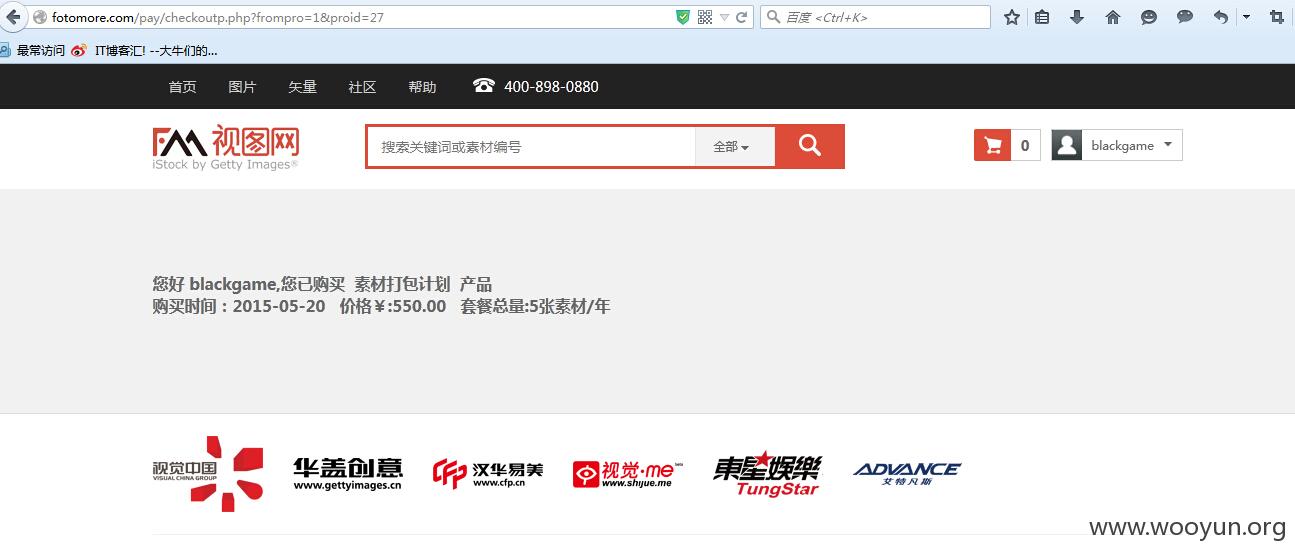 fotomore.com/pay/checkoutp.php?frompro=1&proid=27
百度 <Ctrl+K>
最常访问 IT博客汇! --大牛们的...
首页 图片 矢量 社区 帮助 400-898-0880
FM 视图网
iStock by Getty Images®
搜索关键词或素材编号 全部
0 blackgame
您好 blackgame,您已购买 素材打包计划 产品
购买时间：2015-05-20 价格￥:550.00 套餐总量:5张素材/年
视觉中国
VISUAL CHINA GROUP
华盖创意
www.gettyimages.cn
汉华易美
www.cfp.cn
视觉·me beta
www.shijue.me
東星娛樂
TungStar
ADVANCE
艾特凡斯
www.wooyun.org